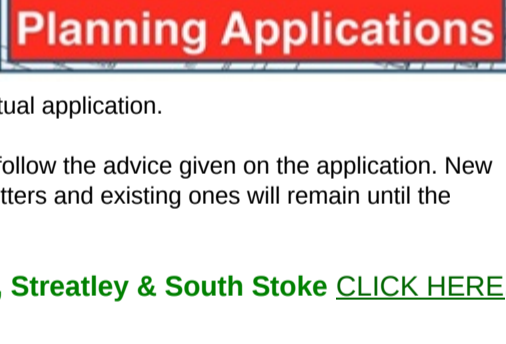 Planning Applications
tual application.
follow the advice given on the application. New
tters and existing ones will remain until the
, Streatley & South Stoke CLICK HERE